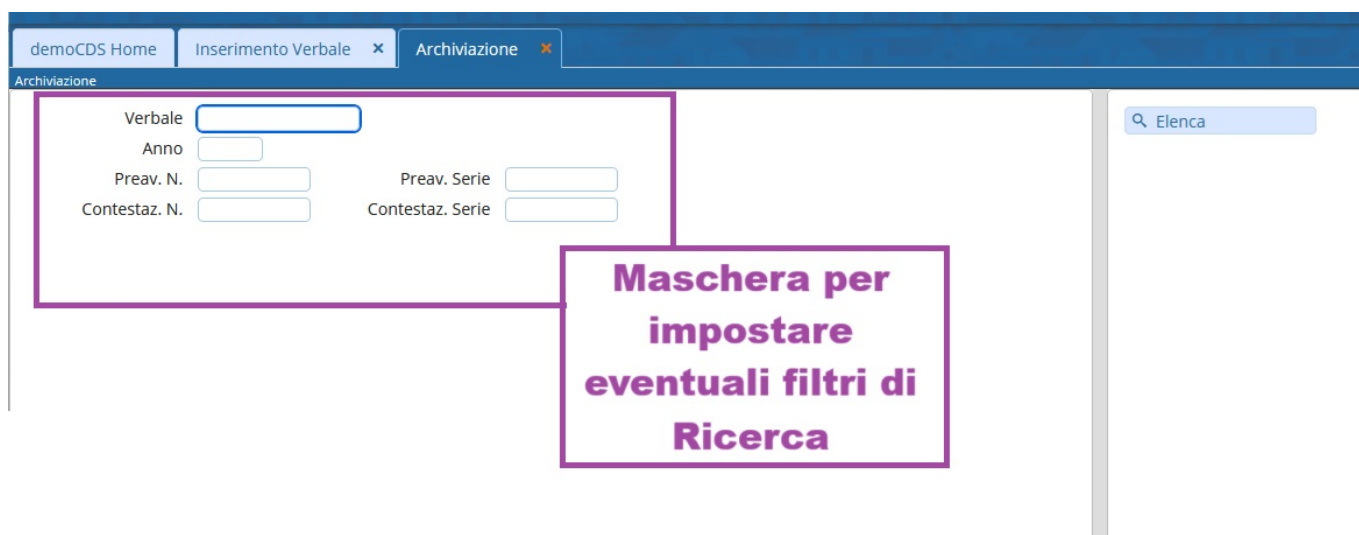 demoCDS Home Inserimento Verbale × Archiviazione ×
Archiviazione
Verbale
Elenca
Anno
Preav. N. Preav. Serie
Contestaz. N. Contestaz. Serie
Maschera per
impostare
eventuali filtri di
Ricerca